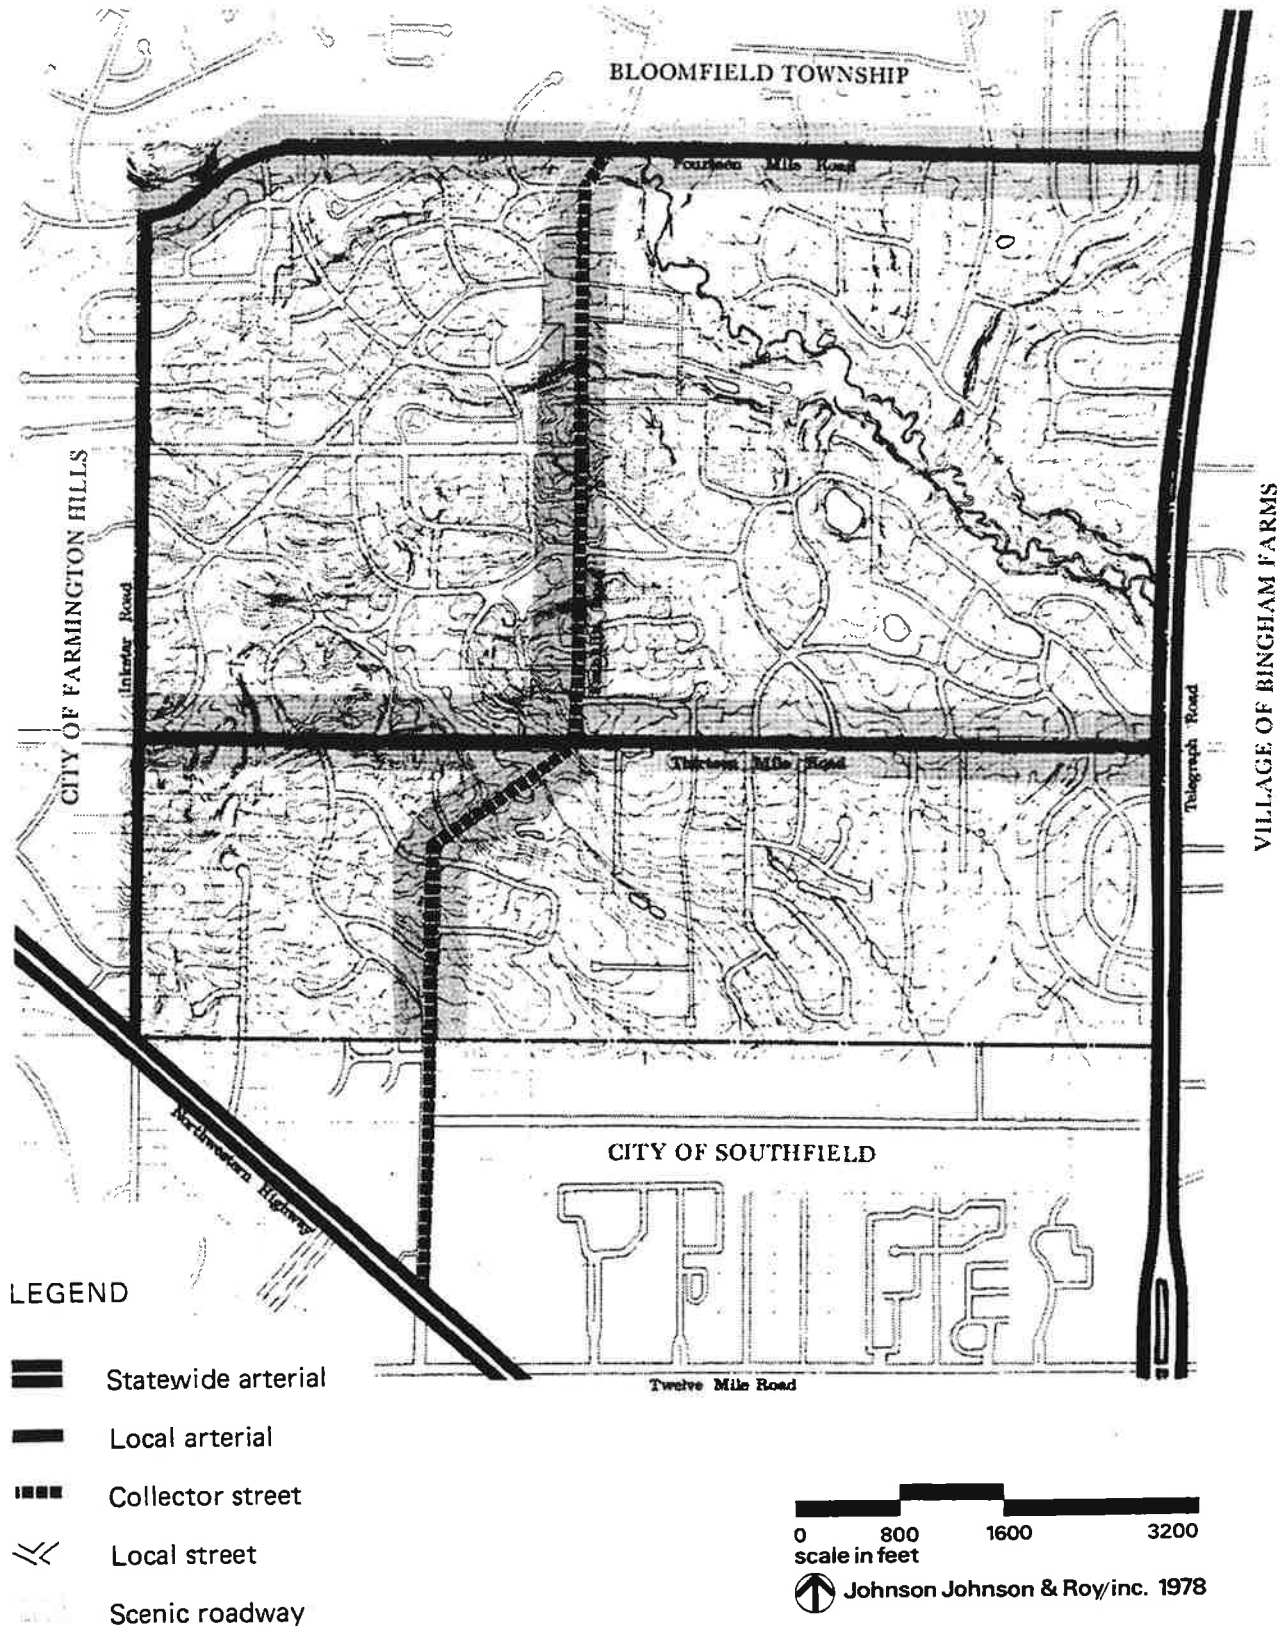 BLOOMFIELD TOWNSHIP
Fourteen Mile Road
CITY OF FARMINGTON HILLS
Inkster Road
Thirteen Mile Road
Telegraph Road
VILLAGE OF BINGHAM FARMS
Northwestern Highway
CITY OF SOUTHFIELD
Twelve Mile Road
LEGEND
Statewide arterial
Local arterial
Collector street
Local street
Scenic roadway
0 800 1600 3200
scale in feet
Johnson Johnson & Roy/inc. 1978